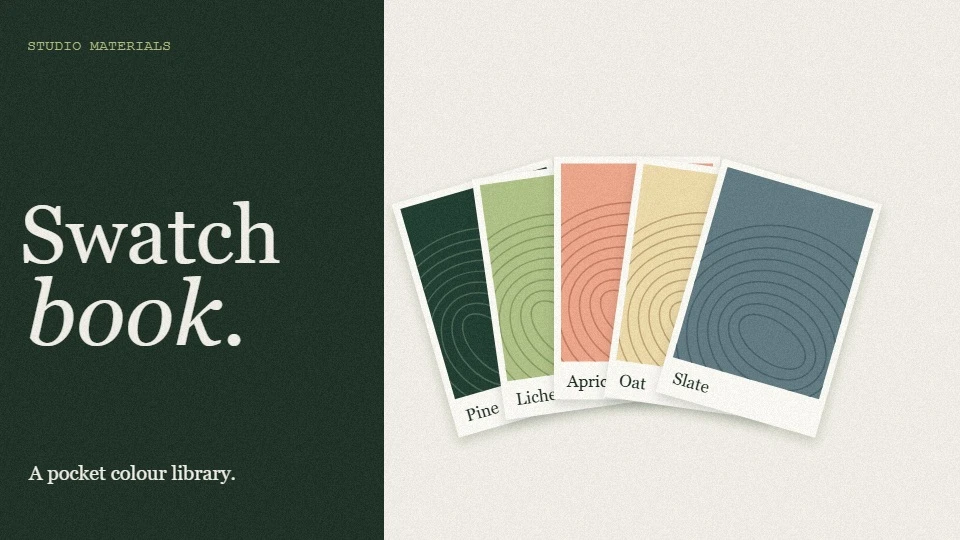 STUDIO MATERIALS
Swatch
book.
A pocket colour library.
Pine
Liche
Apric
Oat
Slate